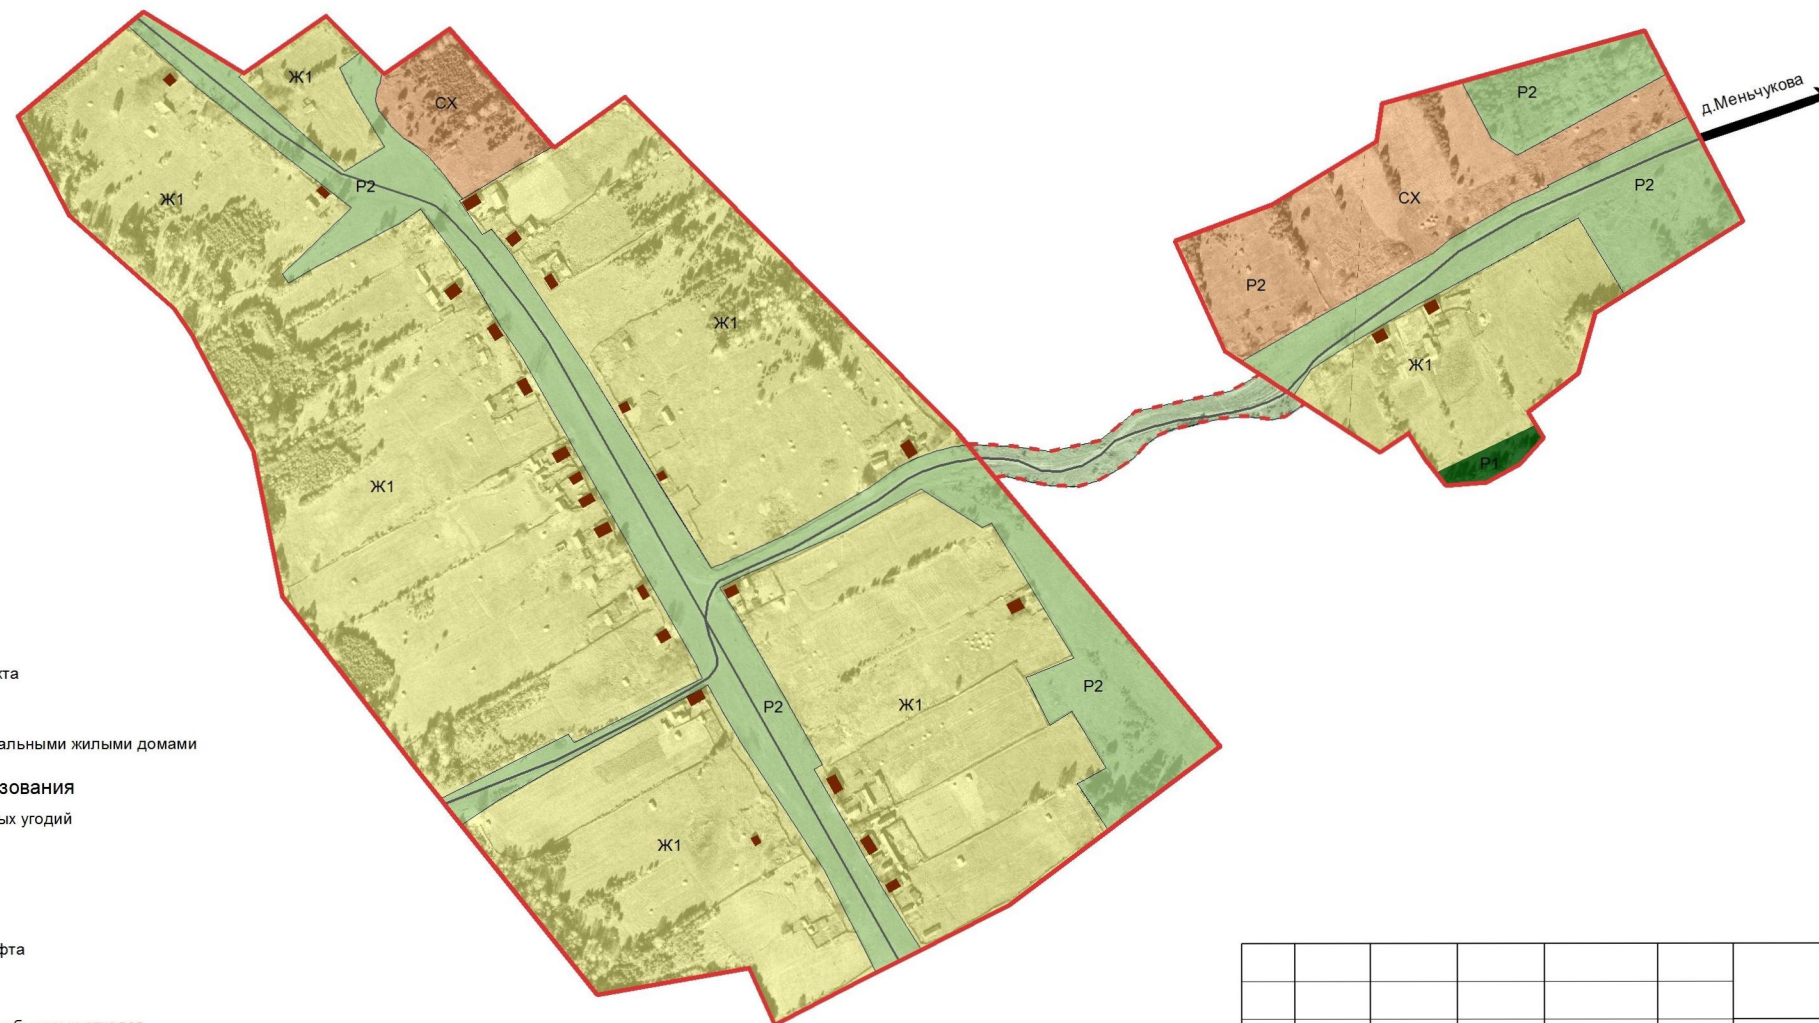 Ж1
СХ
Р2
д.Меньчукова
Р2
Р2
Ж1
СХ
Р2
Ж1
Ж1
Р1
Ж1
кта
Р2
Ж1
Р2
альными жилыми домами
зования
ых угодий
Ж1
фта